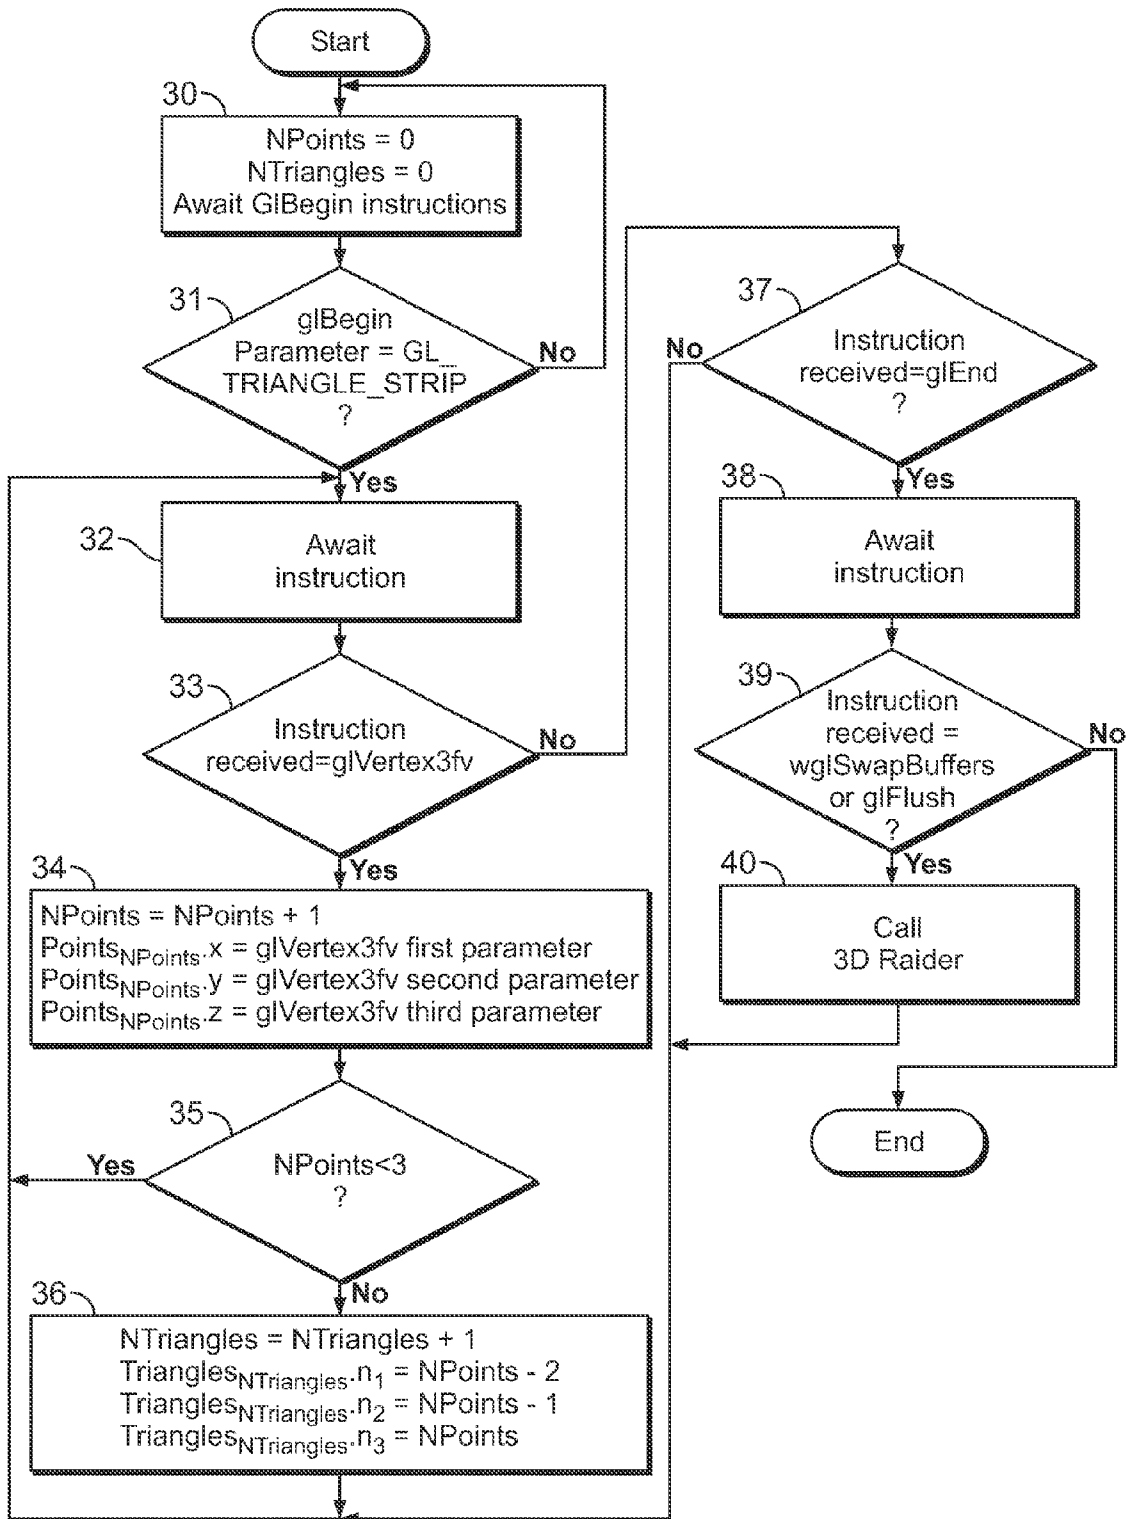 Start
30
NPoints = 0
NTriangles = 0
Await GlBegin instructions
31
glBegin
Parameter = GL_
TRIANGLE_STRIP
?
No
Yes
32
Await
instruction
33
Instruction
received=glVertex3fv
No
Yes
34
NPoints = NPoints + 1
PointsNPoints.x = glVertex3fv first parameter
PointsNPoints.y = glVertex3fv second parameter
PointsNPoints.z = glVertex3fv third parameter
35
NPoints<3
?
Yes
No
36
NTriangles = NTriangles + 1
TrianglesNTriangles.n1 = NPoints - 2
TrianglesNTriangles.n2 = NPoints - 1
TrianglesNTriangles.n3 = NPoints
37
Instruction
received=glEnd
?
No
Yes
38
Await
instruction
39
Instruction
received =
wglSwapBuffers
or glFlush
?
No
Yes
40
Call
3D Raider
End